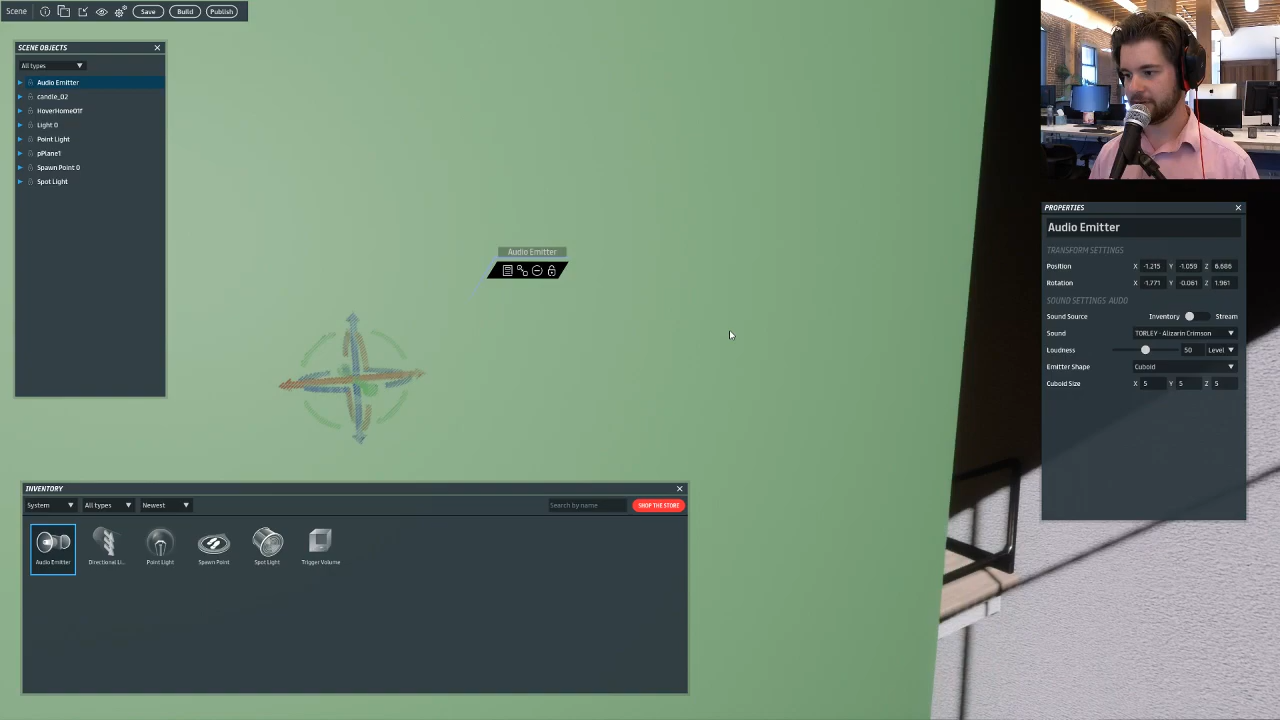 Scene Save Build Publish
SCENE OBJECTS
All types
Audio Emitter
candle_02
HoverHome01f
Light 0
Point Light
pPlane1
Spawn Point 0
Spot Light
Audio Emitter
PROPERTIES
Audio Emitter
TRANSFORM SETTINGS
Position X -1.215 Y -1.059 Z 6.686
Rotation X -1.771 Y -0.061 Z 1.961
SOUND SETTINGS AUDO
Sound Source Inventory Stream
Sound TORLEY - Alizarin Crimson
Loudness 50 Level
Emitter Shape Cuboid
Cuboid Size X 5 Y 5 Z 5
INVENTORY
System All types Newest Search by name SHOP THE STORE
Audio Emitter Directional Li... Point Light Spawn Point Spot Light Trigger Volume